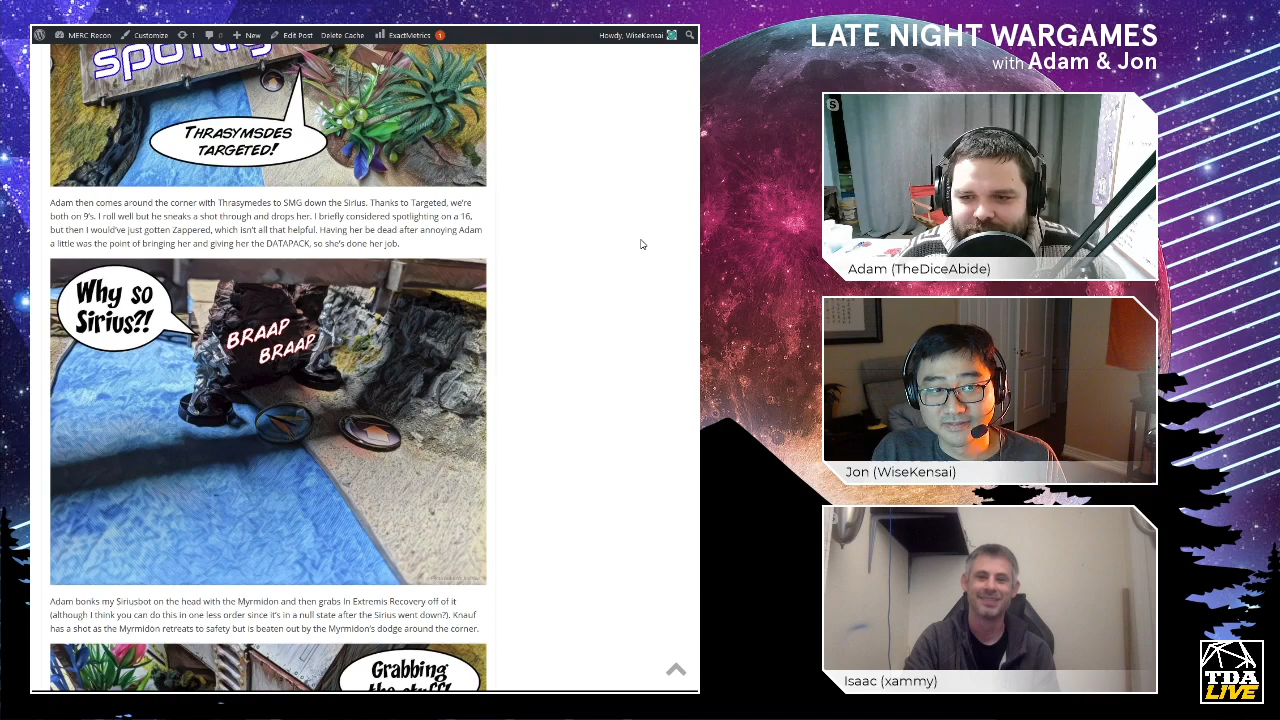 MERC Recon Customize 1 0 New Edit Post Delete Cache ExactMetrics 1 Howdy, WiseKensai
spotlig
THRASYMSDES
TARGETED!
Adam then comes around the corner with Thrasymedes to SMG down the Sirius. Thanks to Targeted, we're
both on 9's. I roll well but he sneaks a shot through and drops her. I briefly considered spotlighting on a 16,
but then I would've just gotten Zappered, which isn't all that helpful. Having her be dead after annoying Adam
a little was the point of bringing her and giving her the DATAPACK, so she's done her job.
Why so
Sirius?!
BRAAP
BRAAP
Adam bonks my Siriusbot on the head with the Myrmidon and then grabs In Extremis Recovery off of it
(although I think you can do this in one less order since it's in a null state after the Sirius went down?). Knauf
has a shot as the Myrmidon retreats to safety but is beaten out by the Myrmidon's dodge around the corner.
Grabbing
the stuff!
LATE NIGHT WARGAMES
with Adam & Jon
Adam (TheDiceAbide)
Jon (WiseKensai)
Isaac (xammy)
TDA
LIVE